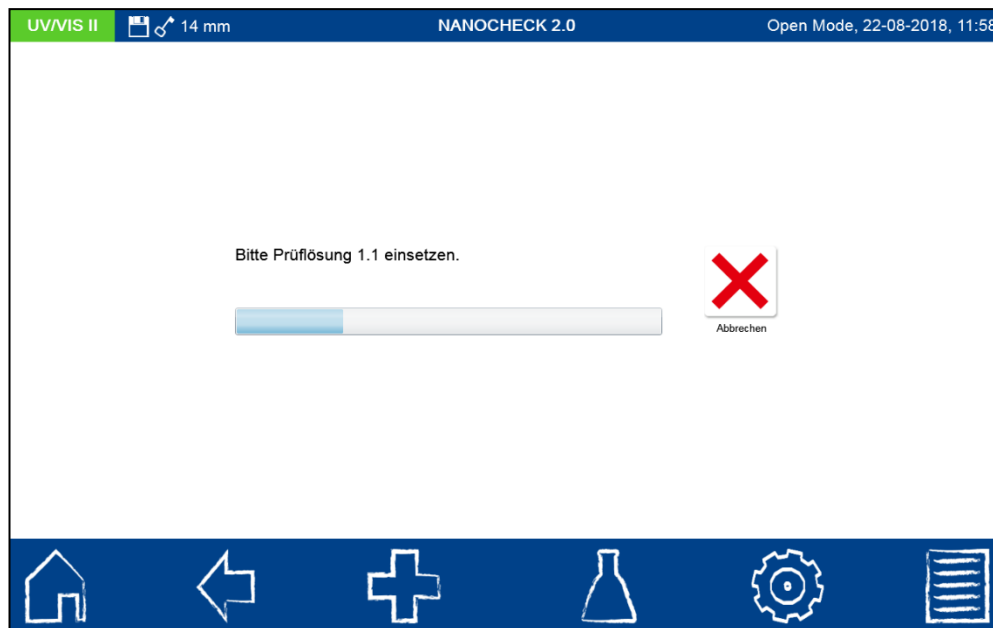 UV/VIS II 14 mm NANOCHECK 2.0 Open Mode, 22-08-2018, 11:58
Bitte Prüflösung 1.1 einsetzen.
Abbrechen